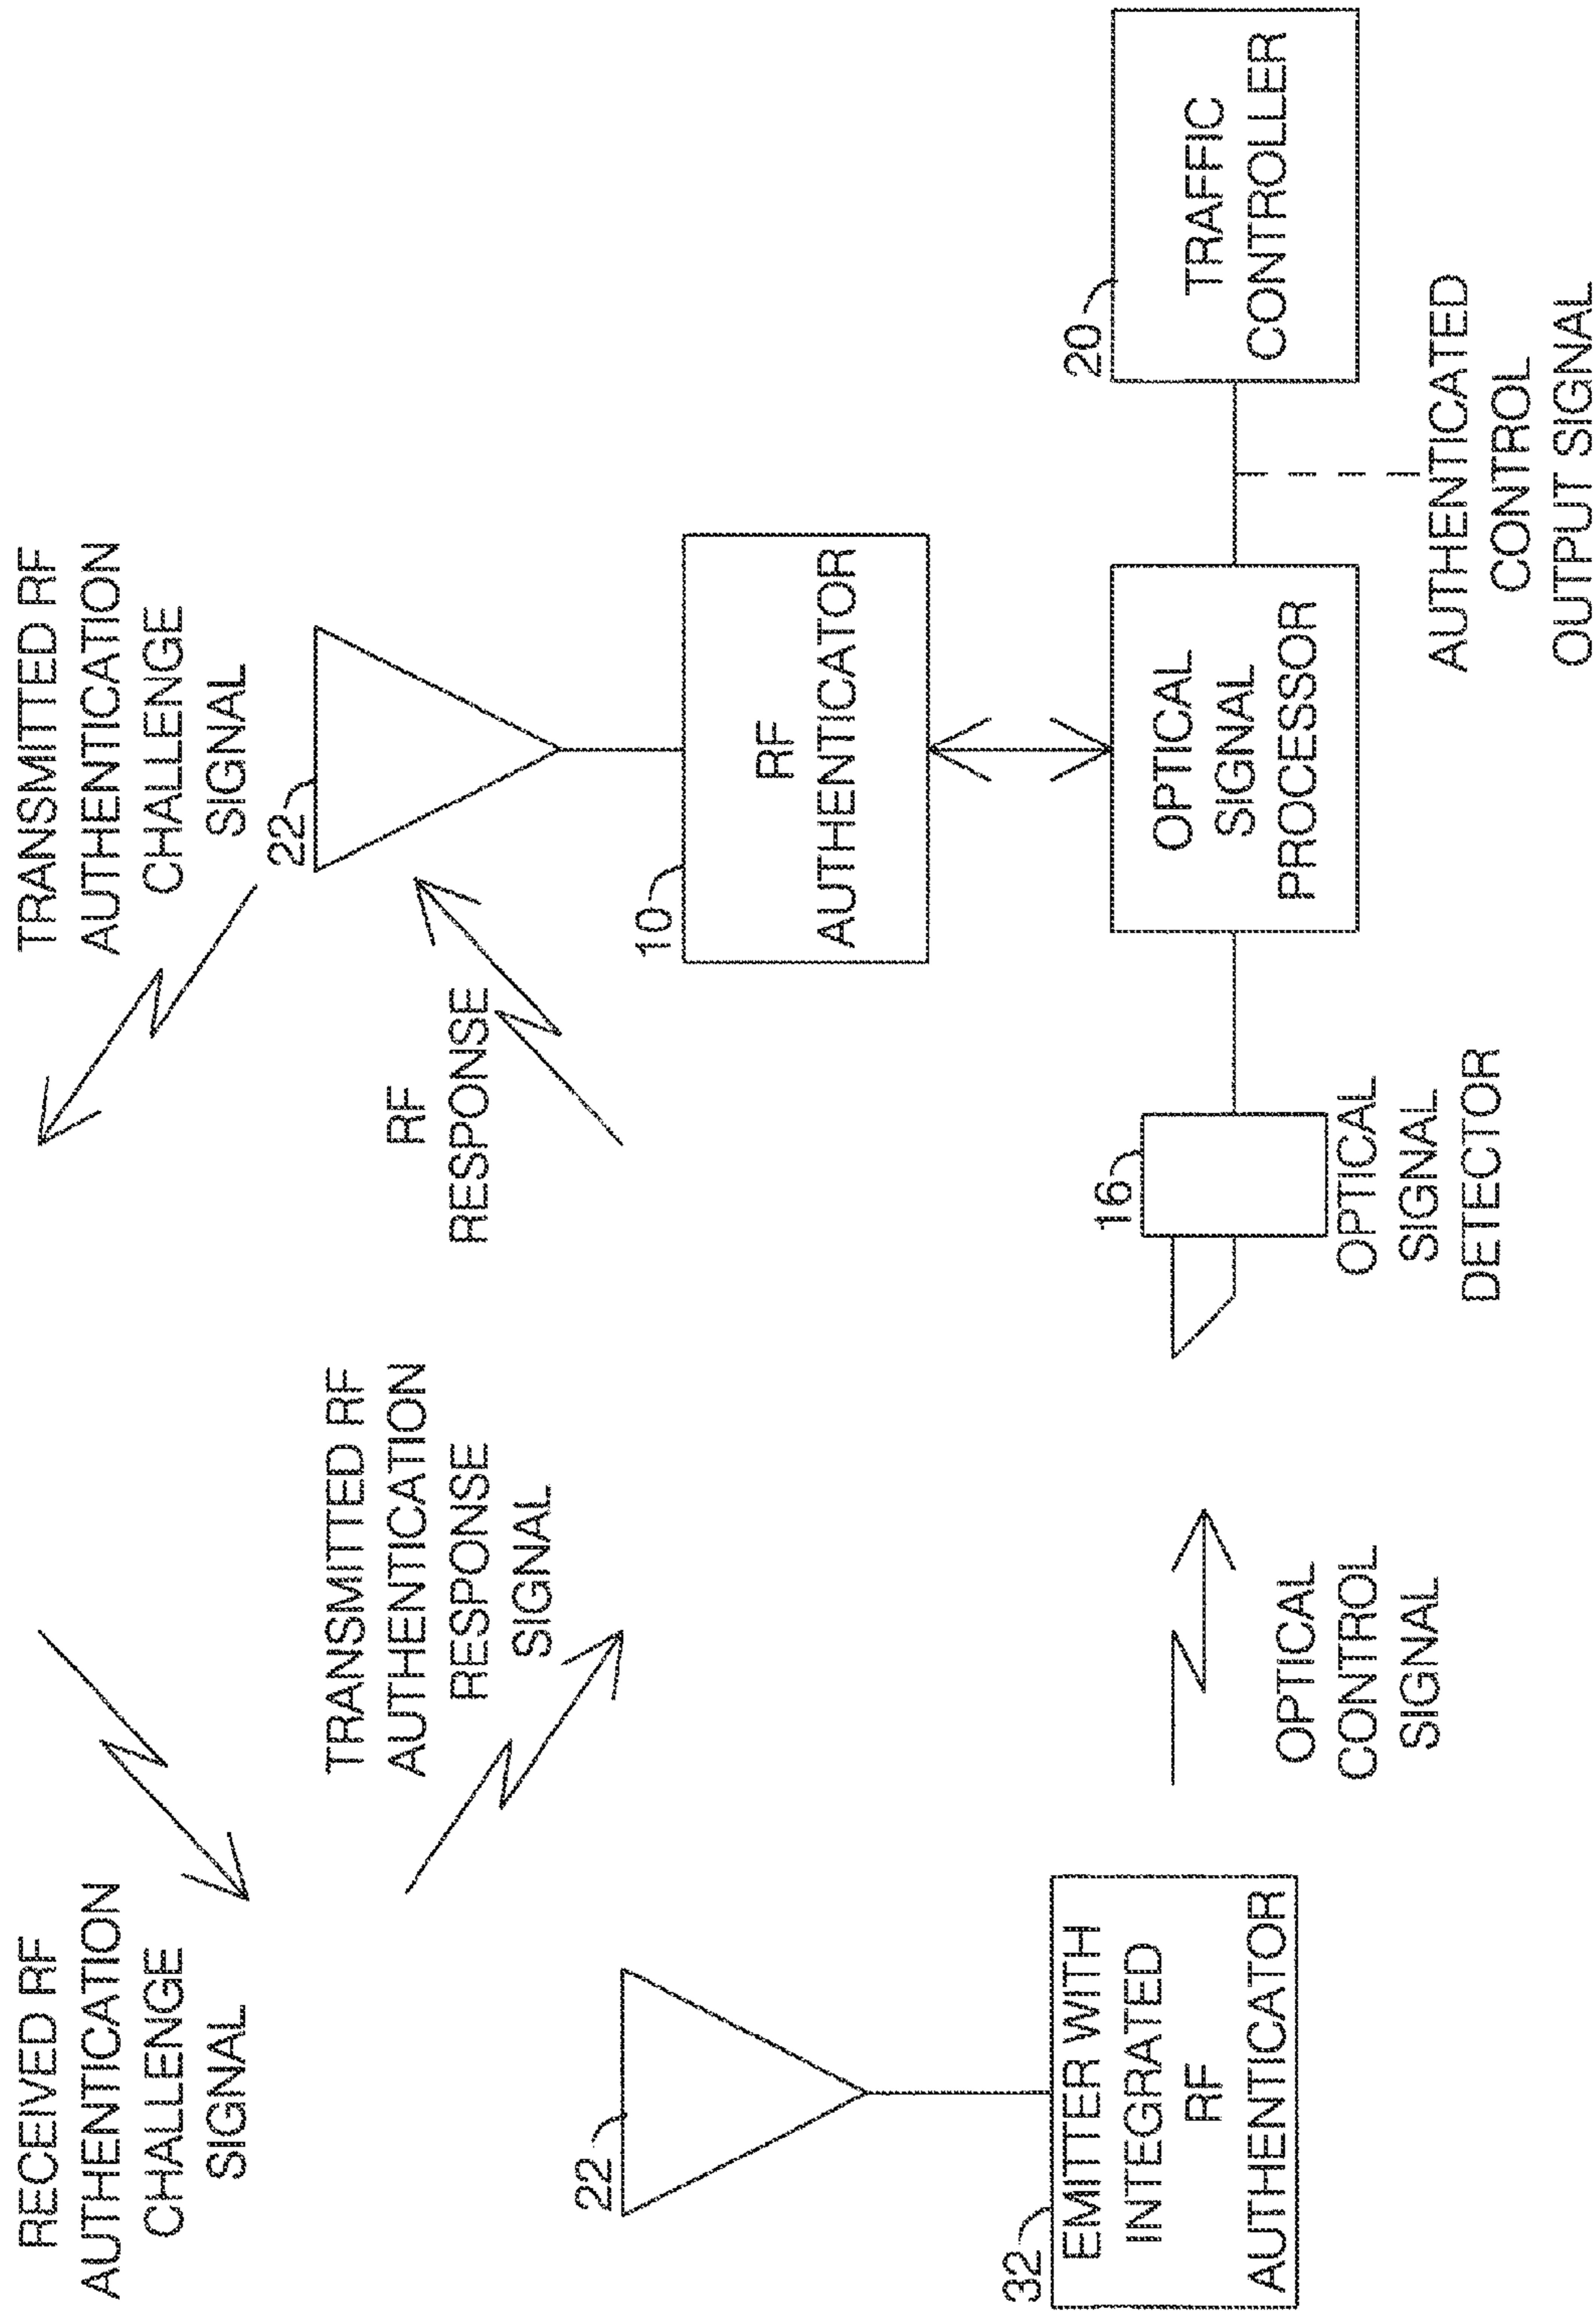 RECEIVED RF
AUTHENTICATION
CHALLENGE
SIGNAL
TRANSMITTED RF
AUTHENTICATION
CHALLENGE
SIGNAL
22
TRANSMITTED RF
AUTHENTICATION
RESPONSE
SIGNAL
RF
RESPONSE
22
10
RF
AUTHENTICATOR
32
EMITTER WITH
INTEGRATED
RF
AUTHENTICATOR
OPTICAL
CONTROL
SIGNAL
16
OPTICAL
SIGNAL
DETECTOR
OPTICAL
SIGNAL
PROCESSOR
20
TRAFFIC
CONTROLLER
AUTHENTICATED
CONTROL
OUTPUT SIGNAL